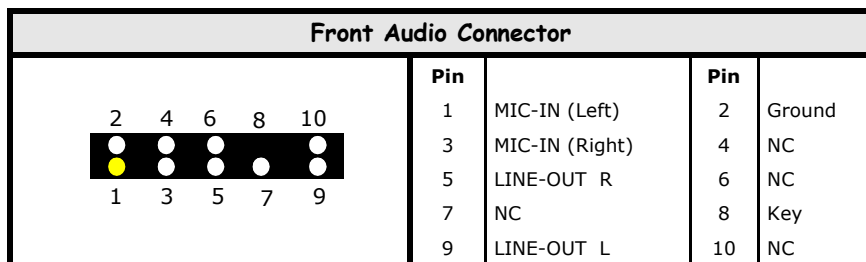 Front Audio Connector
2 4 6 8 10
1 3 5 7 9
Pin Pin
1 MIC-IN (Left) 2 Ground
3 MIC-IN (Right) 4 NC
5 LINE-OUT R 6 NC
7 NC 8 Key
9 LINE-OUT L 10 NC